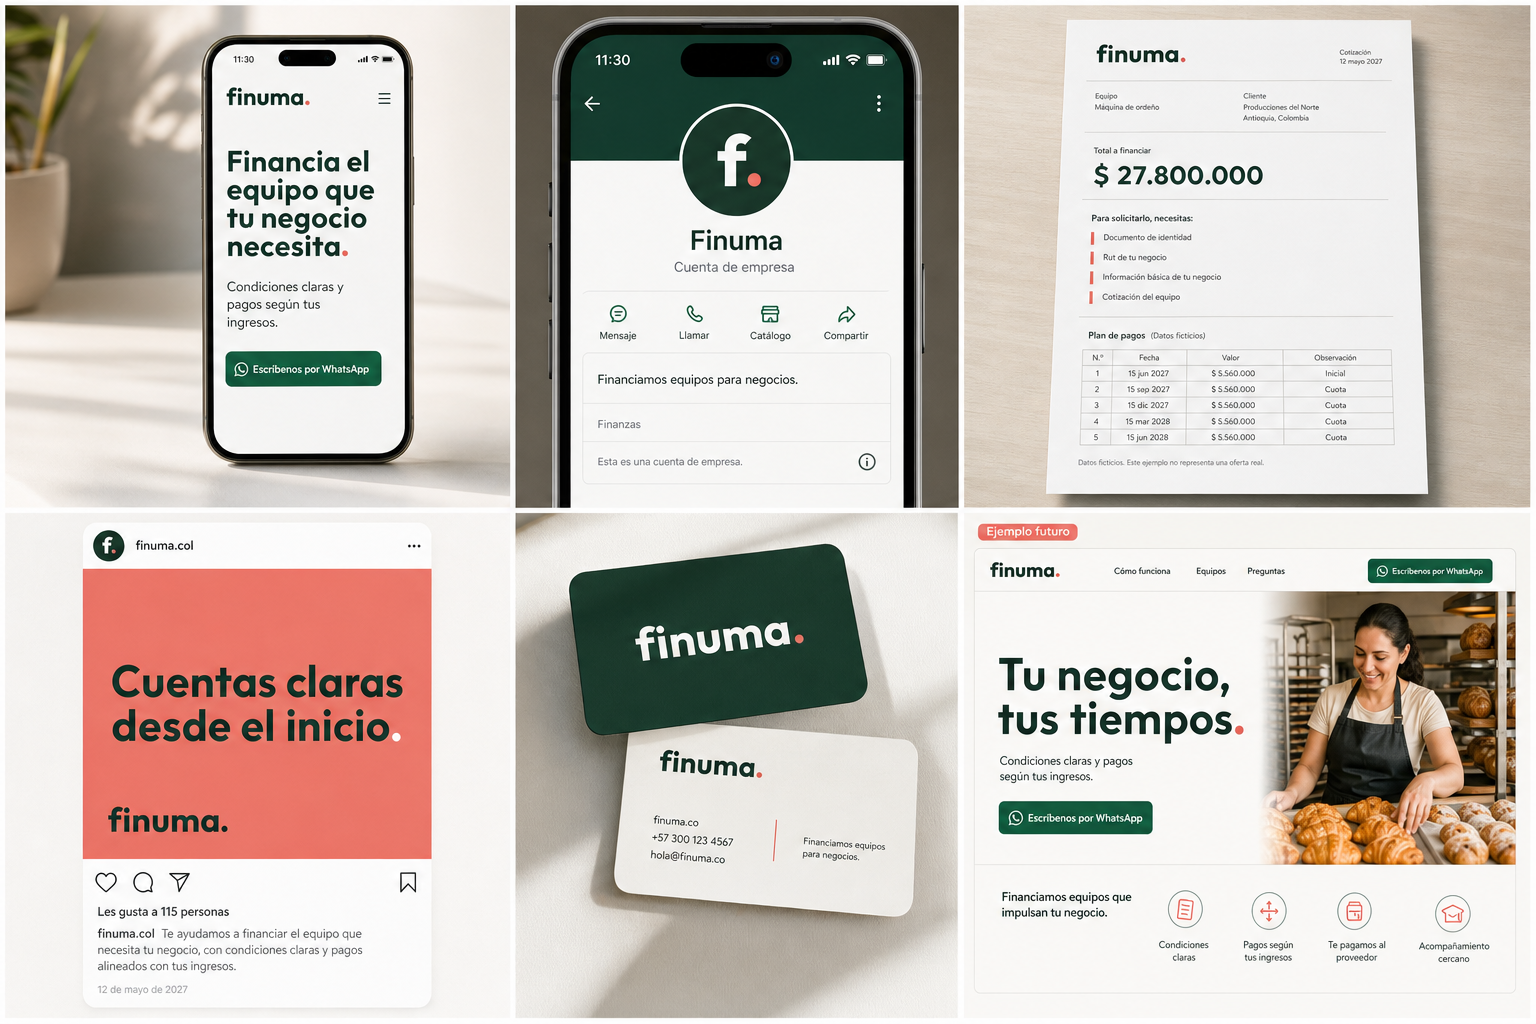 11:30
finuma.
Financia el
equipo que
tu negocio
necesita.
Condiciones claras y
pagos según tus
ingresos.
Escríbenos por WhatsApp
11:30
f.
Finuma
Cuenta de empresa
Mensaje
Llamar
Catálogo
Compartir
Financiamos equipos para negocios.
Finanzas
Esta es una cuenta de empresa.
finuma.
Cotización
12 mayo 2027
Equipo
Máquina de ordeño
Cliente
Producciones del Norte
Antioquia, Colombia
Total a financiar
$ 27.800.000
Para solicitarlo, necesitas:
Documento de identidad
Rut de tu negocio
Información básica de tu negocio
Cotización del equipo
Plan de pagos (Datos ficticios)
N.º Fecha Valor Observación
1 15 jun 2027 $ 5.560.000 Inicial
2 15 sep 2027 $ 5.560.000 Cuota
3 15 dic 2027 $ 5.560.000 Cuota
4 15 mar 2028 $ 5.560.000 Cuota
5 15 jun 2028 $ 5.560.000 Cuota
Datos ficticios. Este ejemplo no representa una oferta real.
f.
finuma.col
Cuentas claras
desde el inicio.
finuma.
Les gusta a 115 personas
finuma.col Te ayudamos a financiar el equipo que
necesita tu negocio, con condiciones claras y pagos
alineados con tus ingresos.
12 de mayo de 2027
finuma.
finuma.
finuma.co
+57 300 123 4567
hola@finuma.co
Financiamos equipos
para negocios.
Ejemplo futuro
finuma.
Cómo funciona
Equipos
Preguntas
Escríbenos por WhatsApp
Tu negocio,
tus tiempos.
Condiciones claras y pagos
según tus ingresos.
Escríbenos por WhatsApp
Financiamos equipos que
impulsan tu negocio.
Condiciones
claras
Pagos según
tus ingresos
Te pagamos al
proveedor
Acompañamiento
cercano